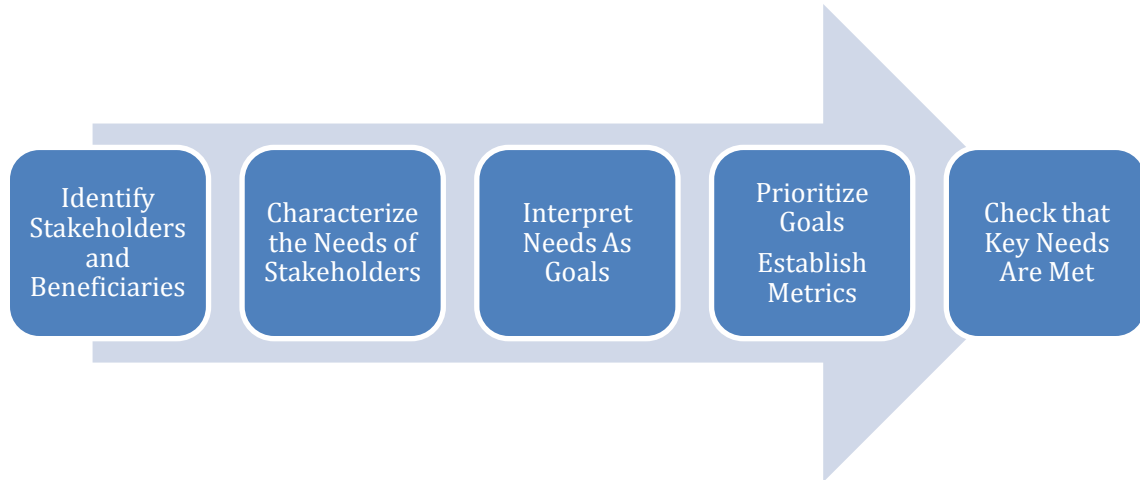 Identify
Stakeholders
and
Beneficiaries
Characterize
the Needs of
Stakeholders
Interpret
Needs As
Goals
Prioritize
Goals
Establish
Metrics
Check that
Key Needs
Are Met